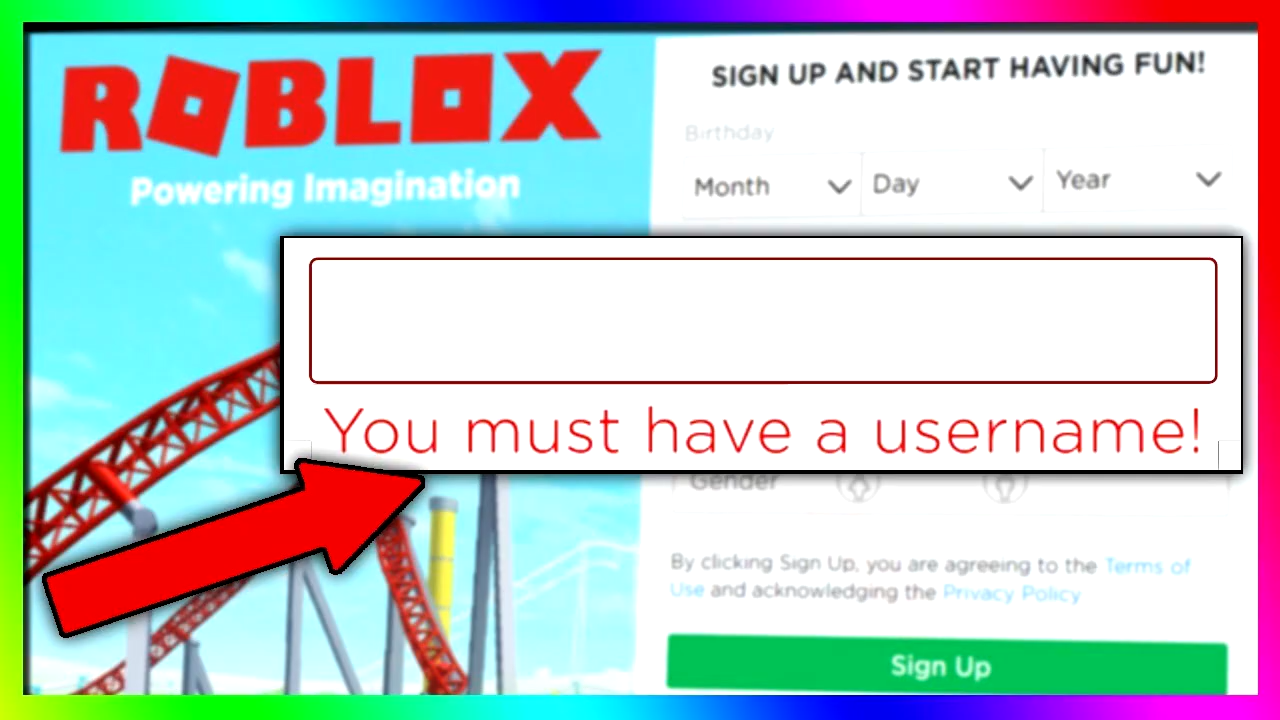 ROBLOX
Powering Imagination
SIGN UP AND START HAVING FUN!
Birthday
Month
Day
Year
You must have a username!
Gender
By clicking Sign Up, you are agreeing to the Terms of
Use and acknowledging the Privacy Policy
Sign Up